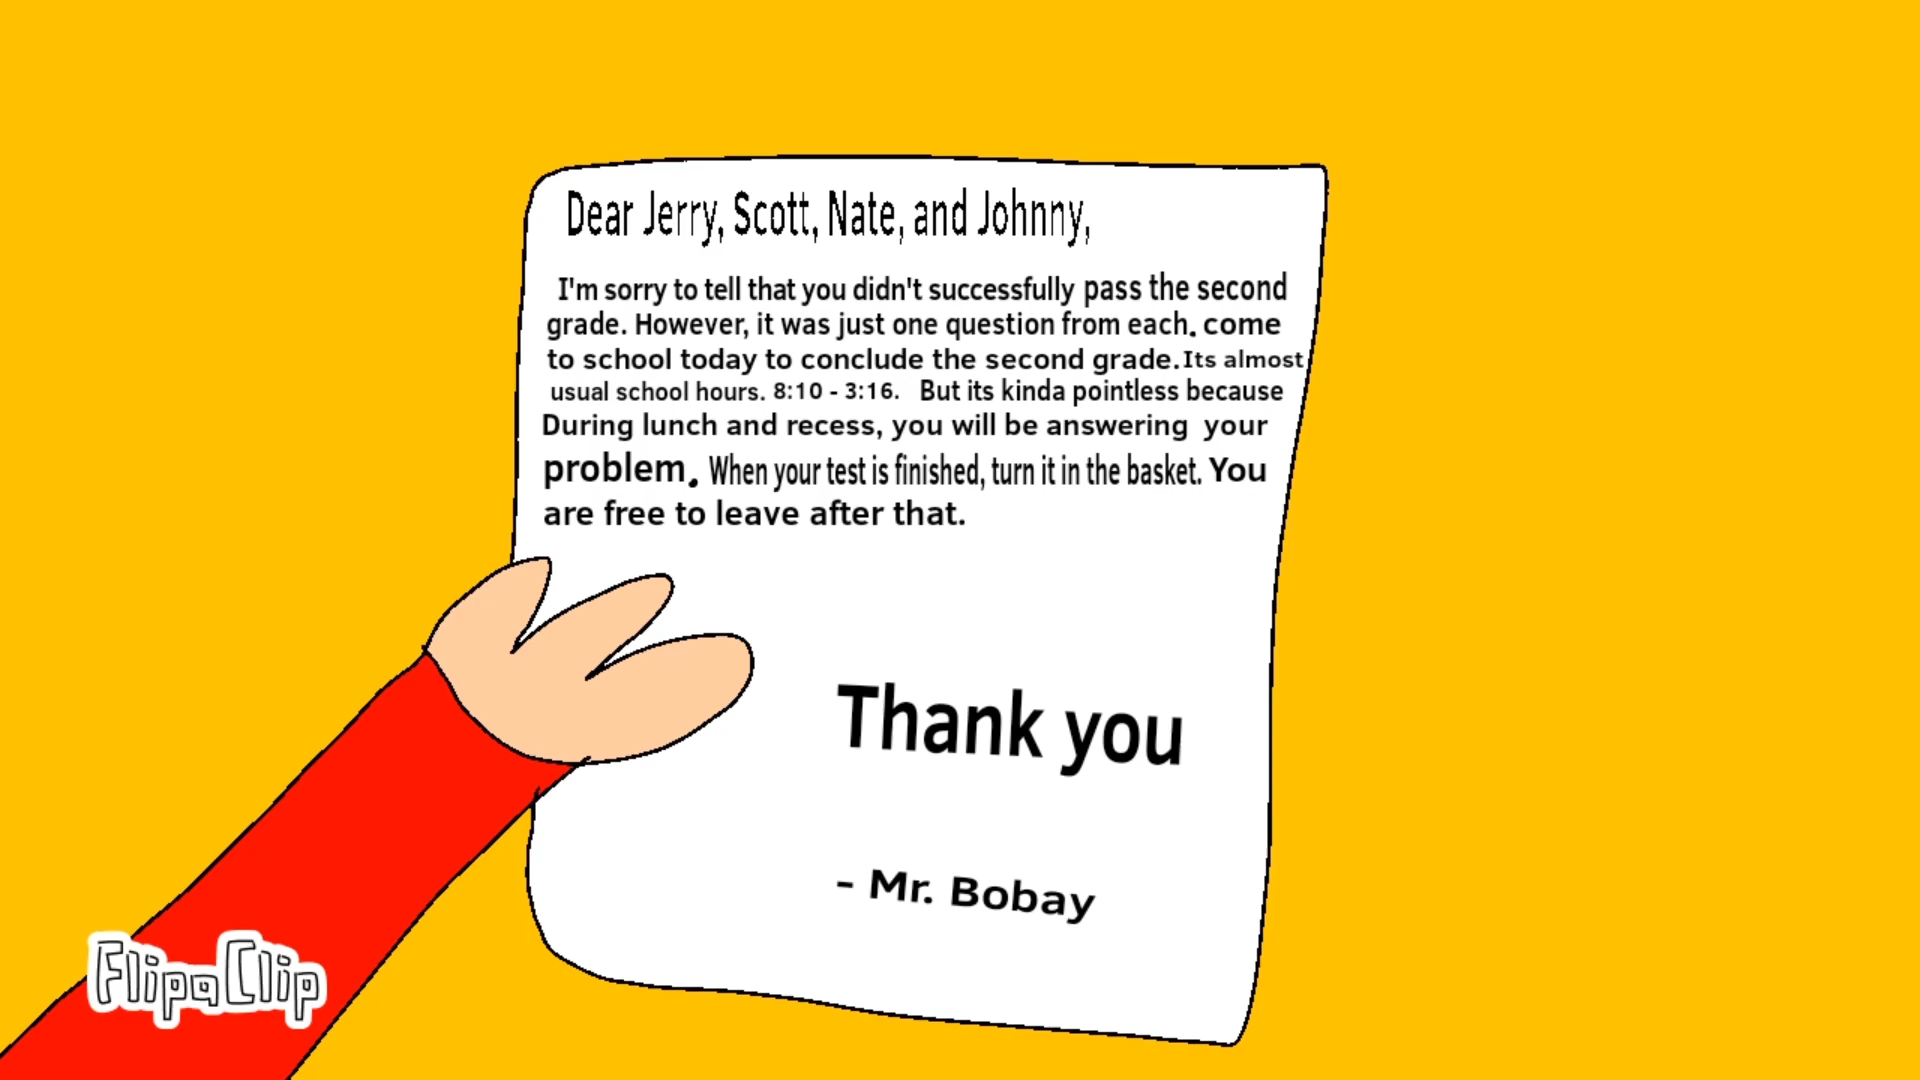 Dear Jerry, Scott, Nate, and Johnny,
I'm sorry to tell that you didn't successfully pass the second
grade. However, it was just one question from each. come
to school today to conclude the second grade. Its almost
usual school hours. 8:10 - 3:16. But its kinda pointless because
During lunch and recess, you will be answering your
problem. When your test is finished, turn it in the basket. You
are free to leave after that.
Thank you
- Mr. Bobay
FlipaClip